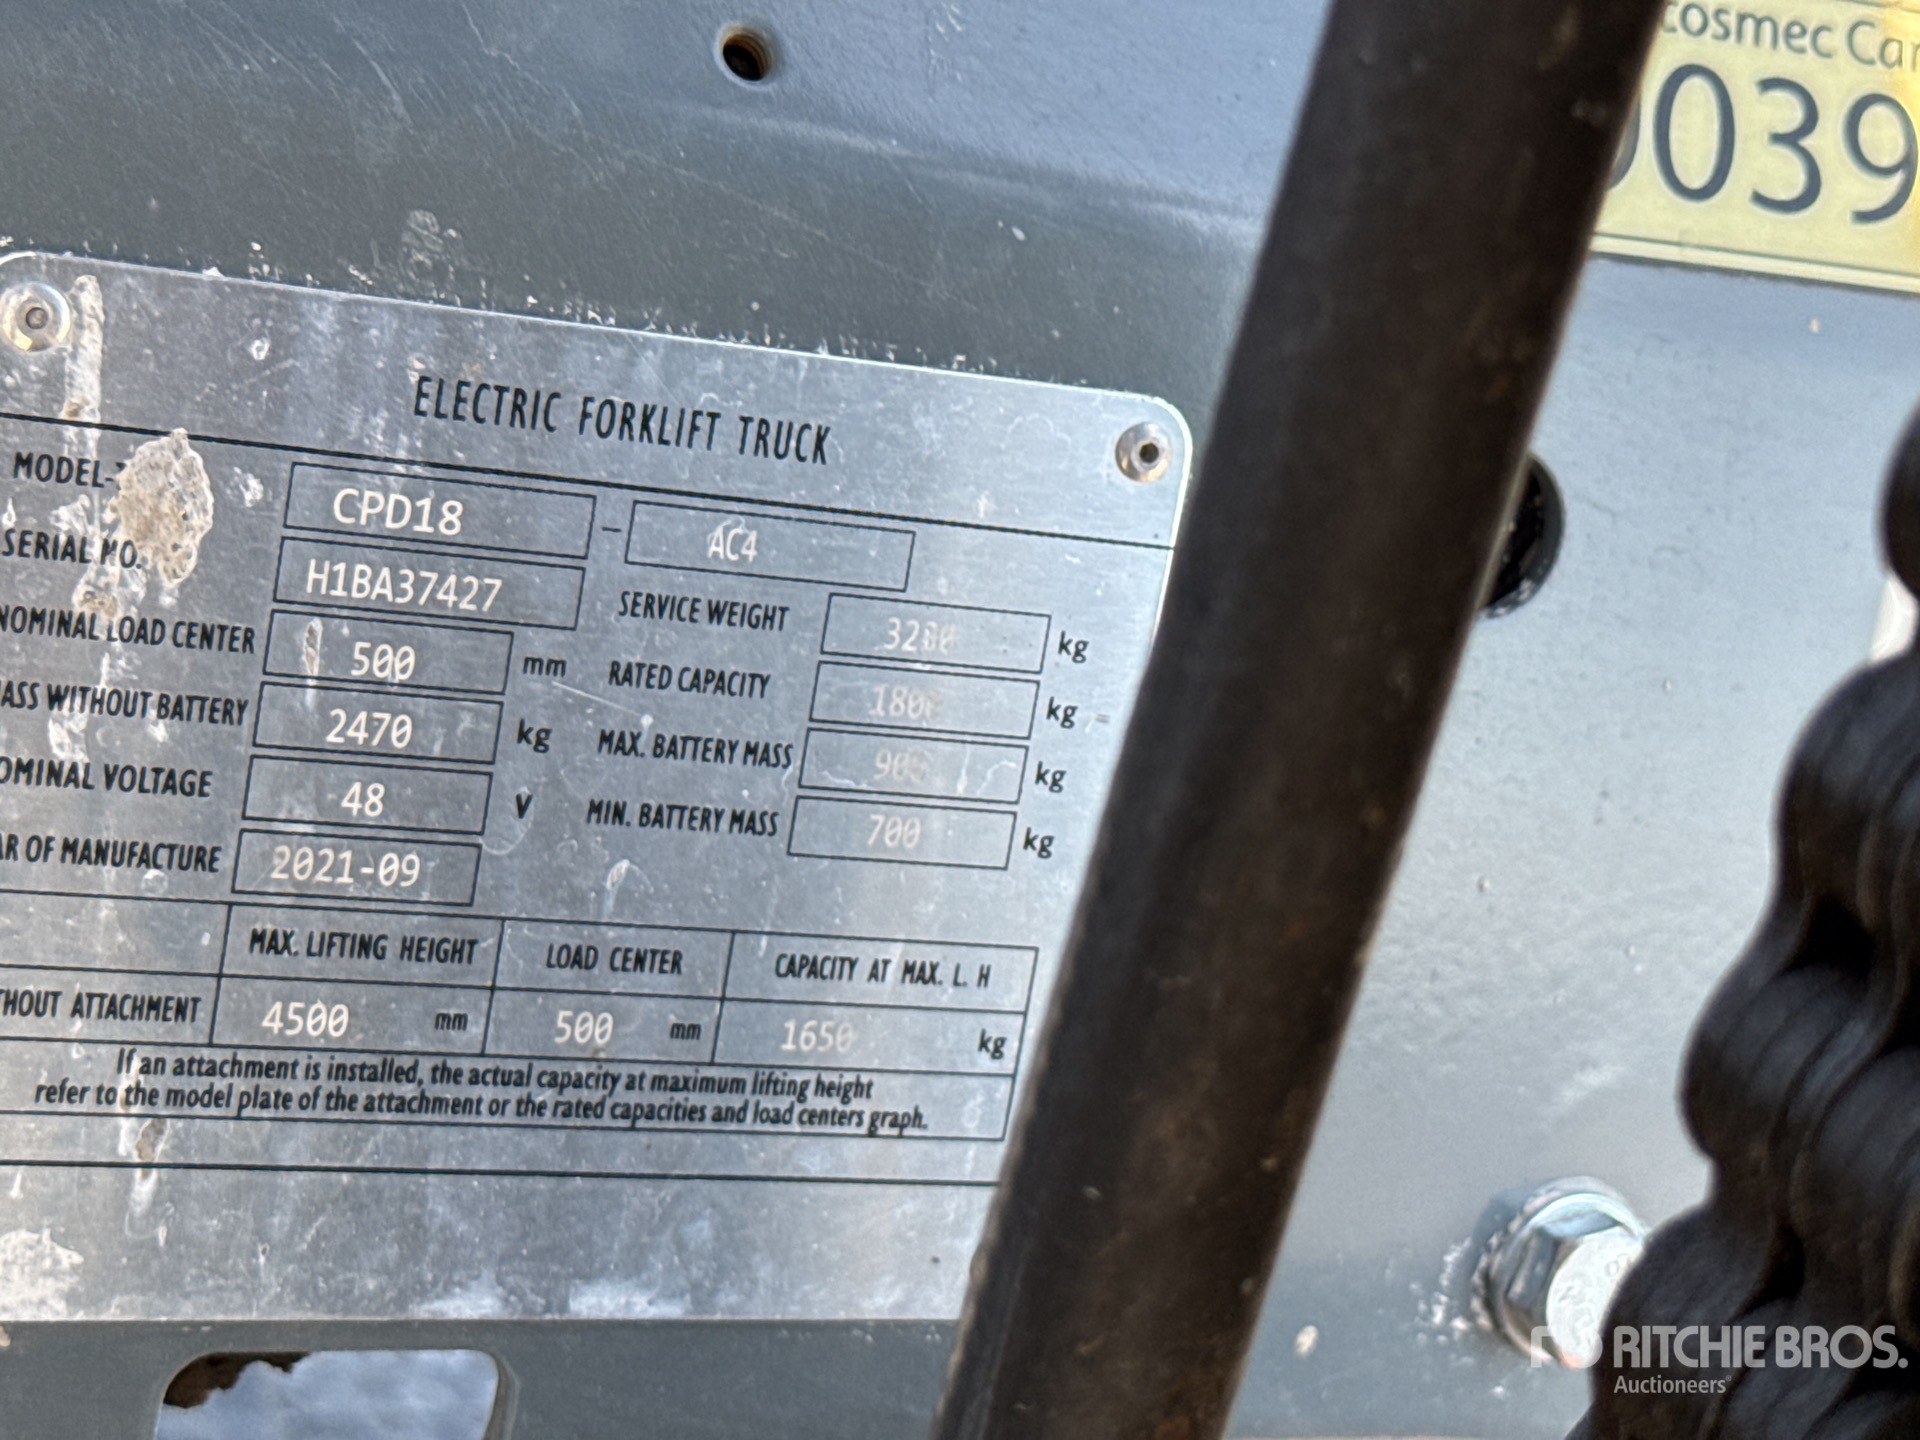 cosmec Car
039
ELECTRIC FORKLIFT TRUCK
MODEL- CPD18 - AC4
SERIAL NO. H1BA37427
SERVICE WEIGHT kg
NOMINAL LOAD CENTER 500 mm
RATED CAPACITY 1800 kg
ASS WITHOUT BATTERY 2470 kg
MAX. BATTERY MASS 900 kg
OMINAL VOLTAGE 48 V
MIN. BATTERY MASS 700 kg
AR OF MANUFACTURE 2021-09
MAX. LIFTING HEIGHT LOAD CENTER CAPACITY AT MAX. L. H
THOUT ATTACHMENT 4500 mm 500 mm 1650 kg
If an attachment is installed, the actual capacity at maximum lifting height
refer to the model plate of the attachment or the rated capacities and load centers graph.
RITCHIE BROS.
Auctioneers